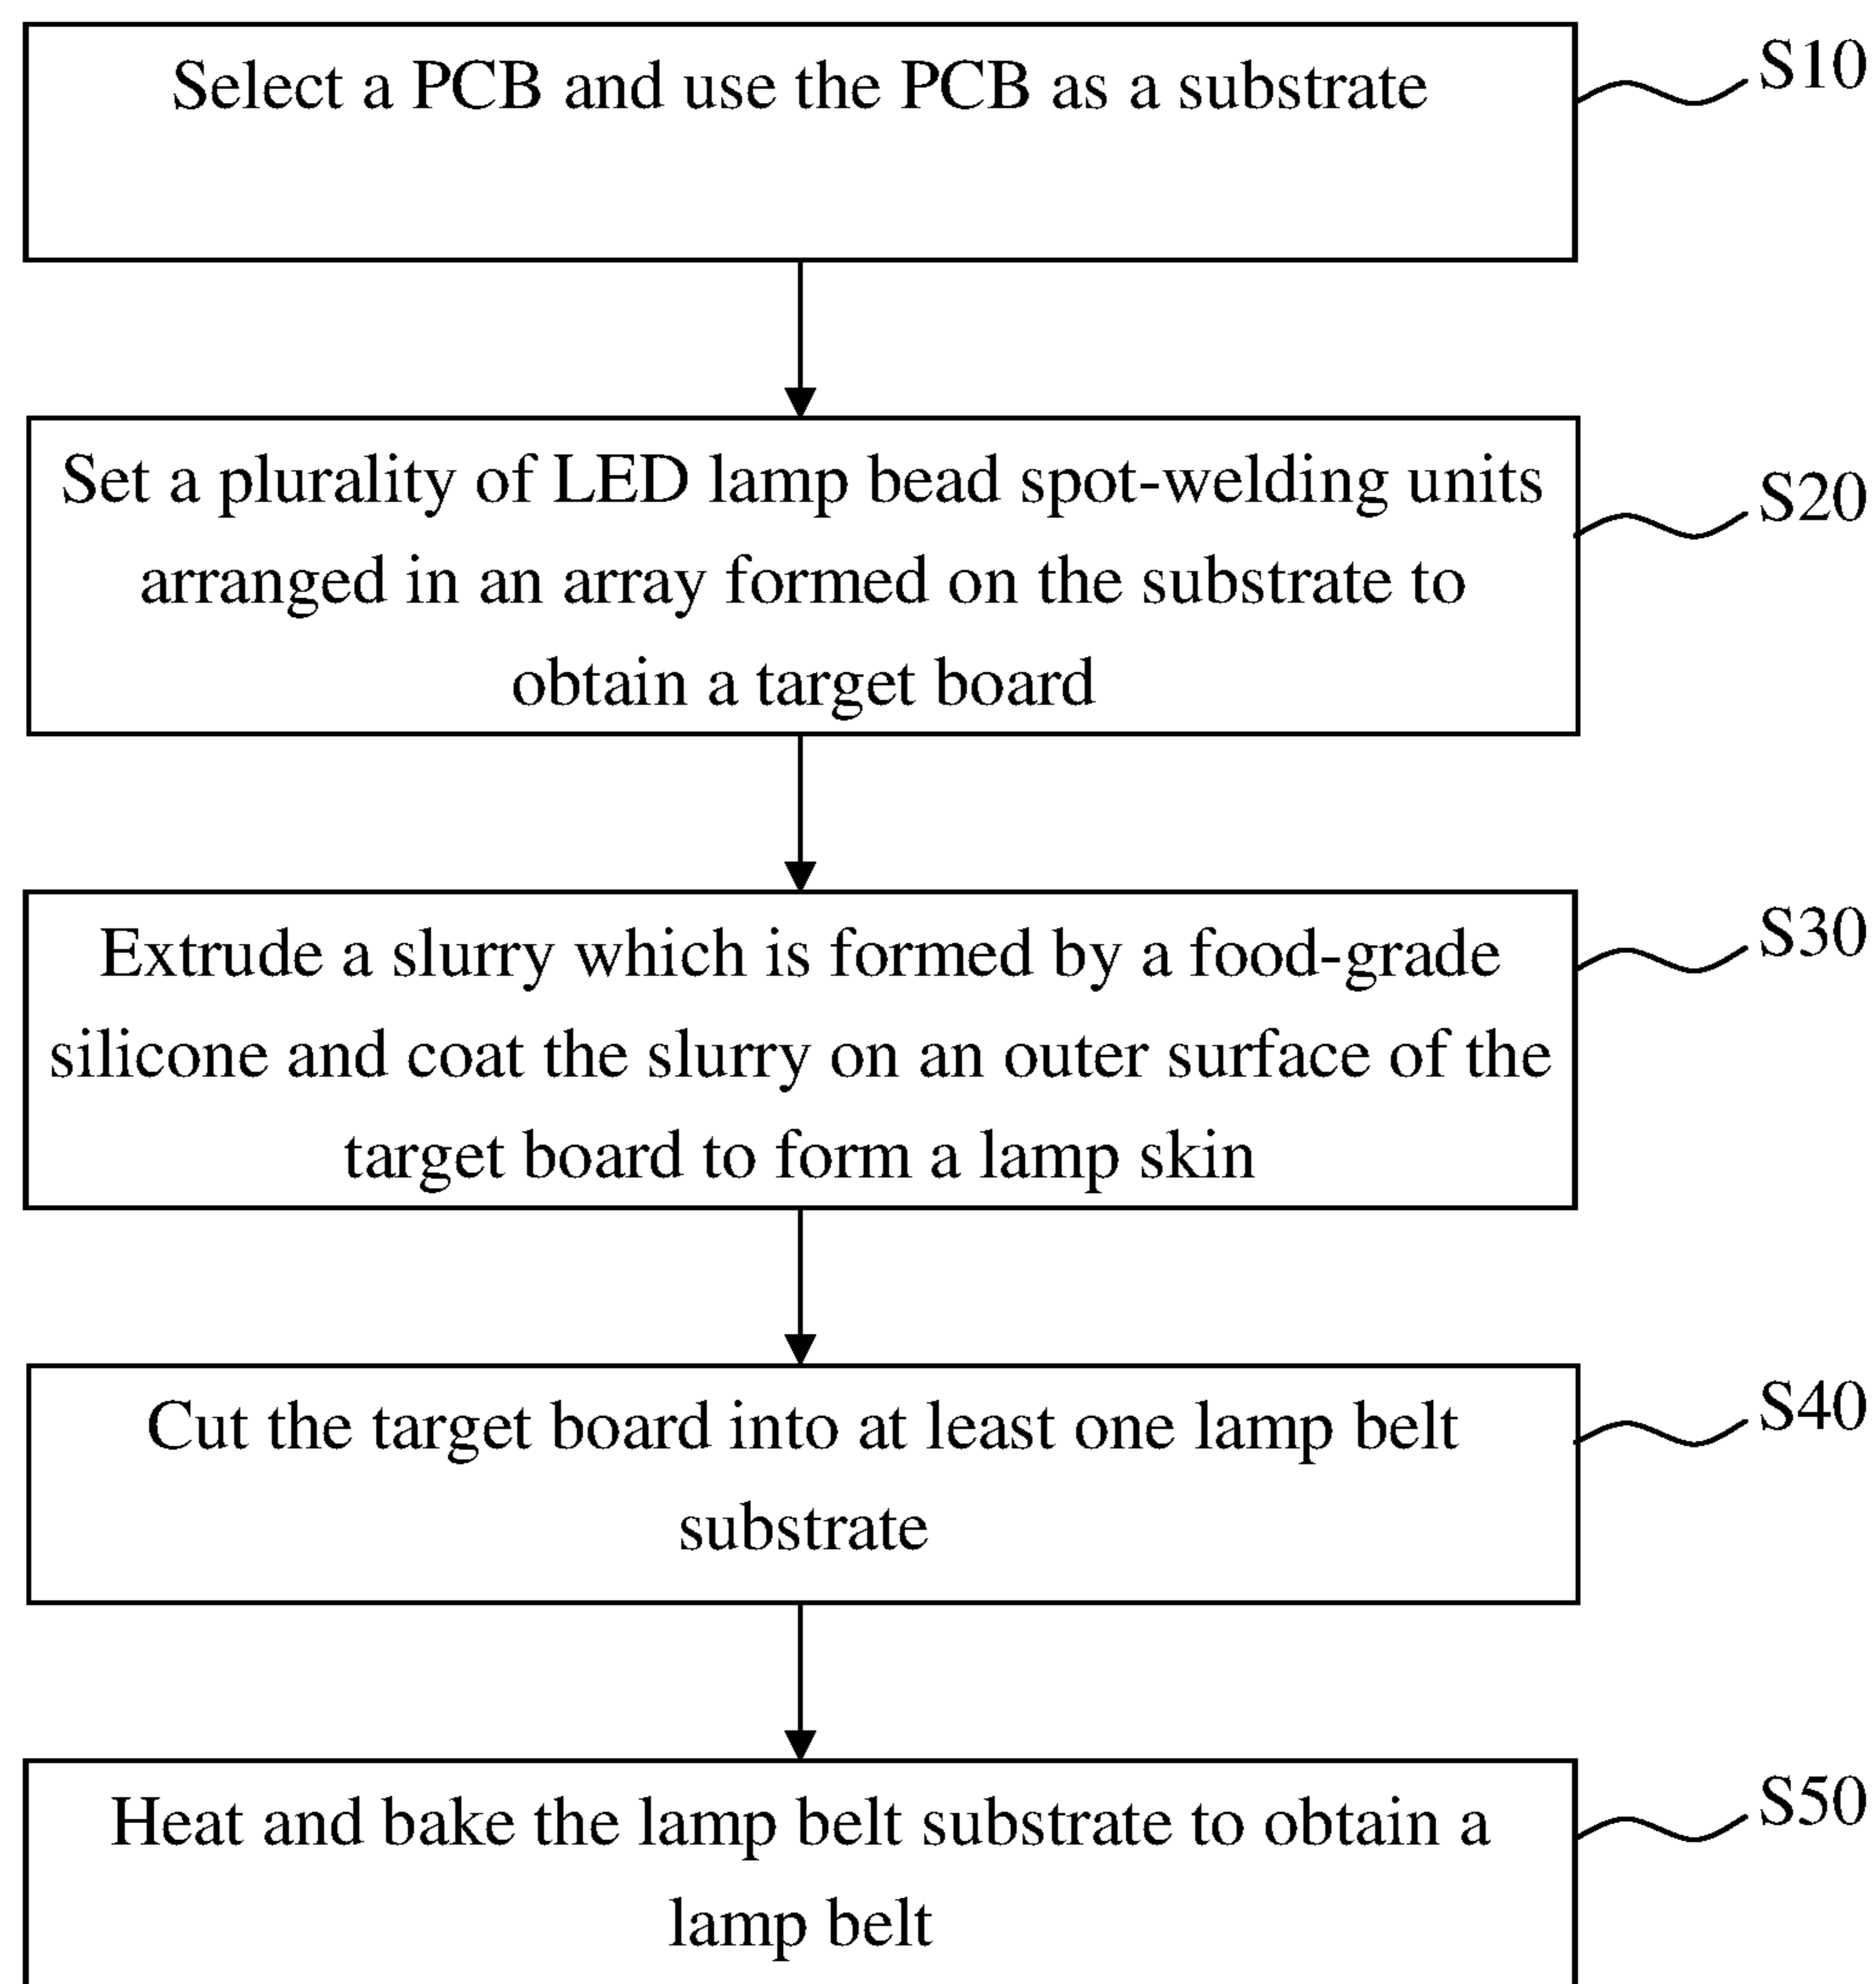 Select a PCB and use the PCB as a substrate
S10
Set a plurality of LED lamp bead spot-welding units
arranged in an array formed on the substrate to
obtain a target board
S20
Extrude a slurry which is formed by a food-grade
silicone and coat the slurry on an outer surface of the
target board to form a lamp skin
S30
Cut the target board into at least one lamp belt
substrate
S40
Heat and bake the lamp belt substrate to obtain a
lamp belt
S50